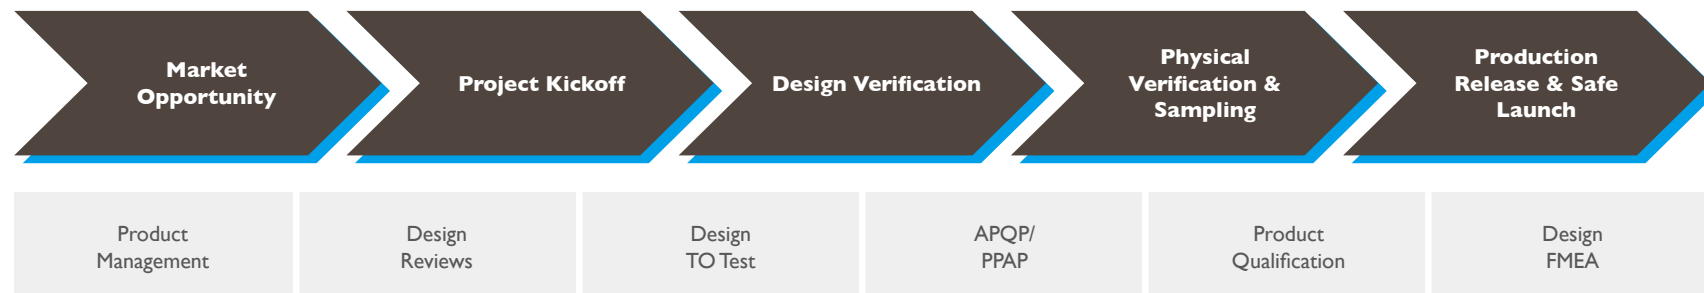 Market
Opportunity
Project Kickoff
Design Verification
Physical
Verification &
Sampling
Production
Release & Safe
Launch
Product
Management
Design
Reviews
Design
TO Test
APQP/
PPAP
Product
Qualification
Design
FMEA